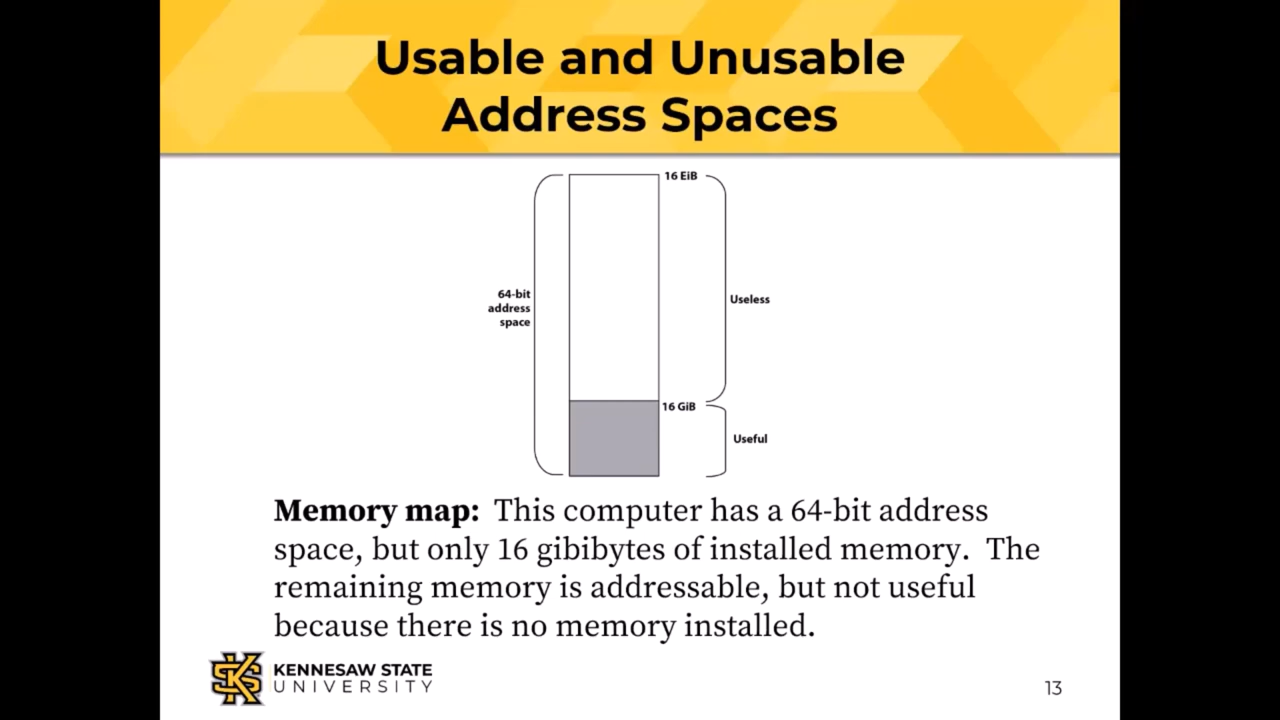 Usable and Unusable
Address Spaces
16 EiB
64-bit
address
space
Useless
16 GiB
Useful
Memory map:  This computer has a 64-bit address
space, but only 16 gibibytes of installed memory.  The
remaining memory is addressable, but not useful
because there is no memory installed.
KENNESAW STATE
UNIVERSITY
13